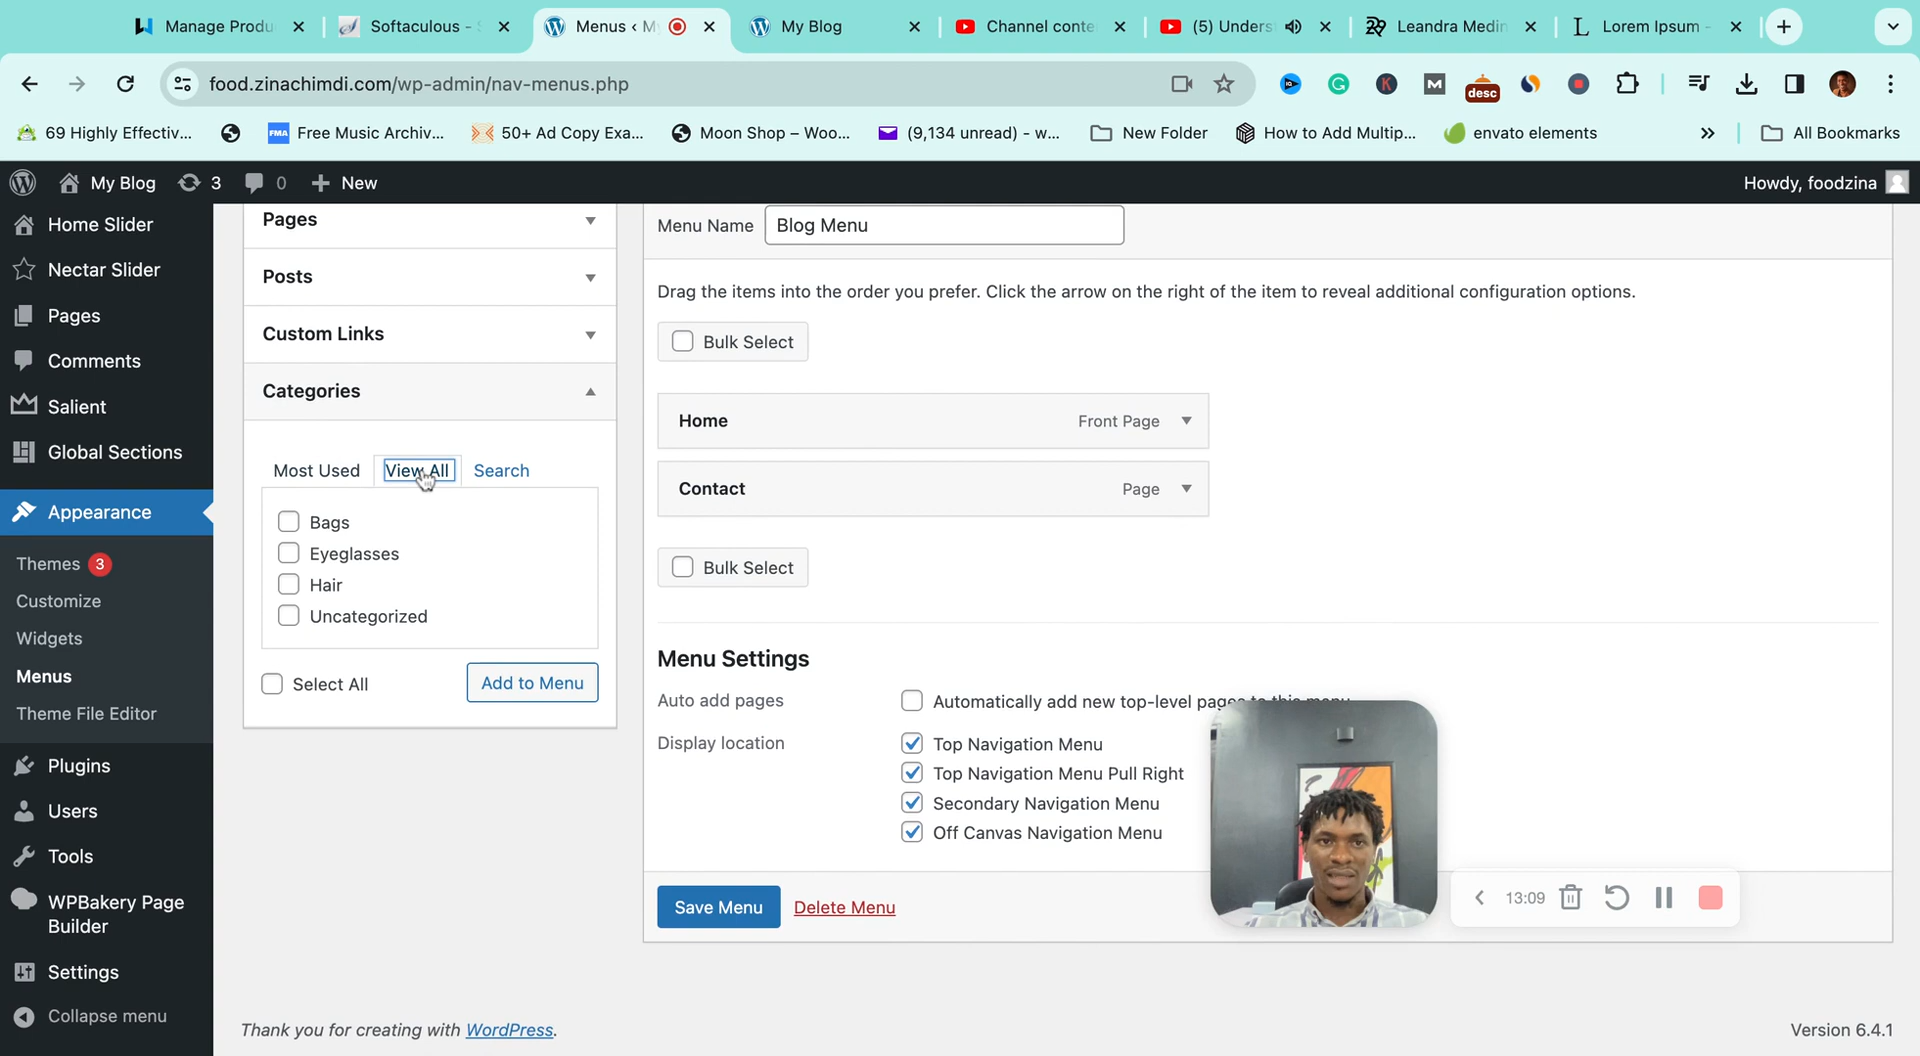 Manage Produ
Softaculous - S
Menus ‹ M
My Blog
Channel conte
(5) Underst
Leandra Medin
Lorem Ipsum -
food.zinachimdi.com/wp-admin/nav-menus.php
desc
69 Highly Effectiv...
FMA
Free Music Archiv...
50+ Ad Copy Exa...
Moon Shop – Woo...
(9,134 unread) - w...
New Folder
How to Add Multip...
envato elements
»
All Bookmarks
My Blog
3
0
New
Howdy, foodzina
Home Slider
Nectar Slider
Pages
Comments
Salient
Global Sections
Appearance
Themes 3
Customize
Widgets
Menus
Theme File Editor
Plugins
Users
Tools
WPBakery Page
Builder
Settings
Collapse menu
Pages
Posts
Custom Links
Categories
Most Used
View All
Search
Bags
Eyeglasses
Hair
Uncategorized
Select All
Add to Menu
Menu Name
Blog Menu
Drag the items into the order you prefer. Click the arrow on the right of the item to reveal additional configuration options.
Bulk Select
Home
Front Page
Contact
Page
Bulk Select
Menu Settings
Auto add pages
Automatically add new top-level pages to this menu
Display location
Top Navigation Menu
Top Navigation Menu Pull Right
Secondary Navigation Menu
Off Canvas Navigation Menu
Save Menu
Delete Menu
13:09
Thank you for creating with WordPress.
Version 6.4.1